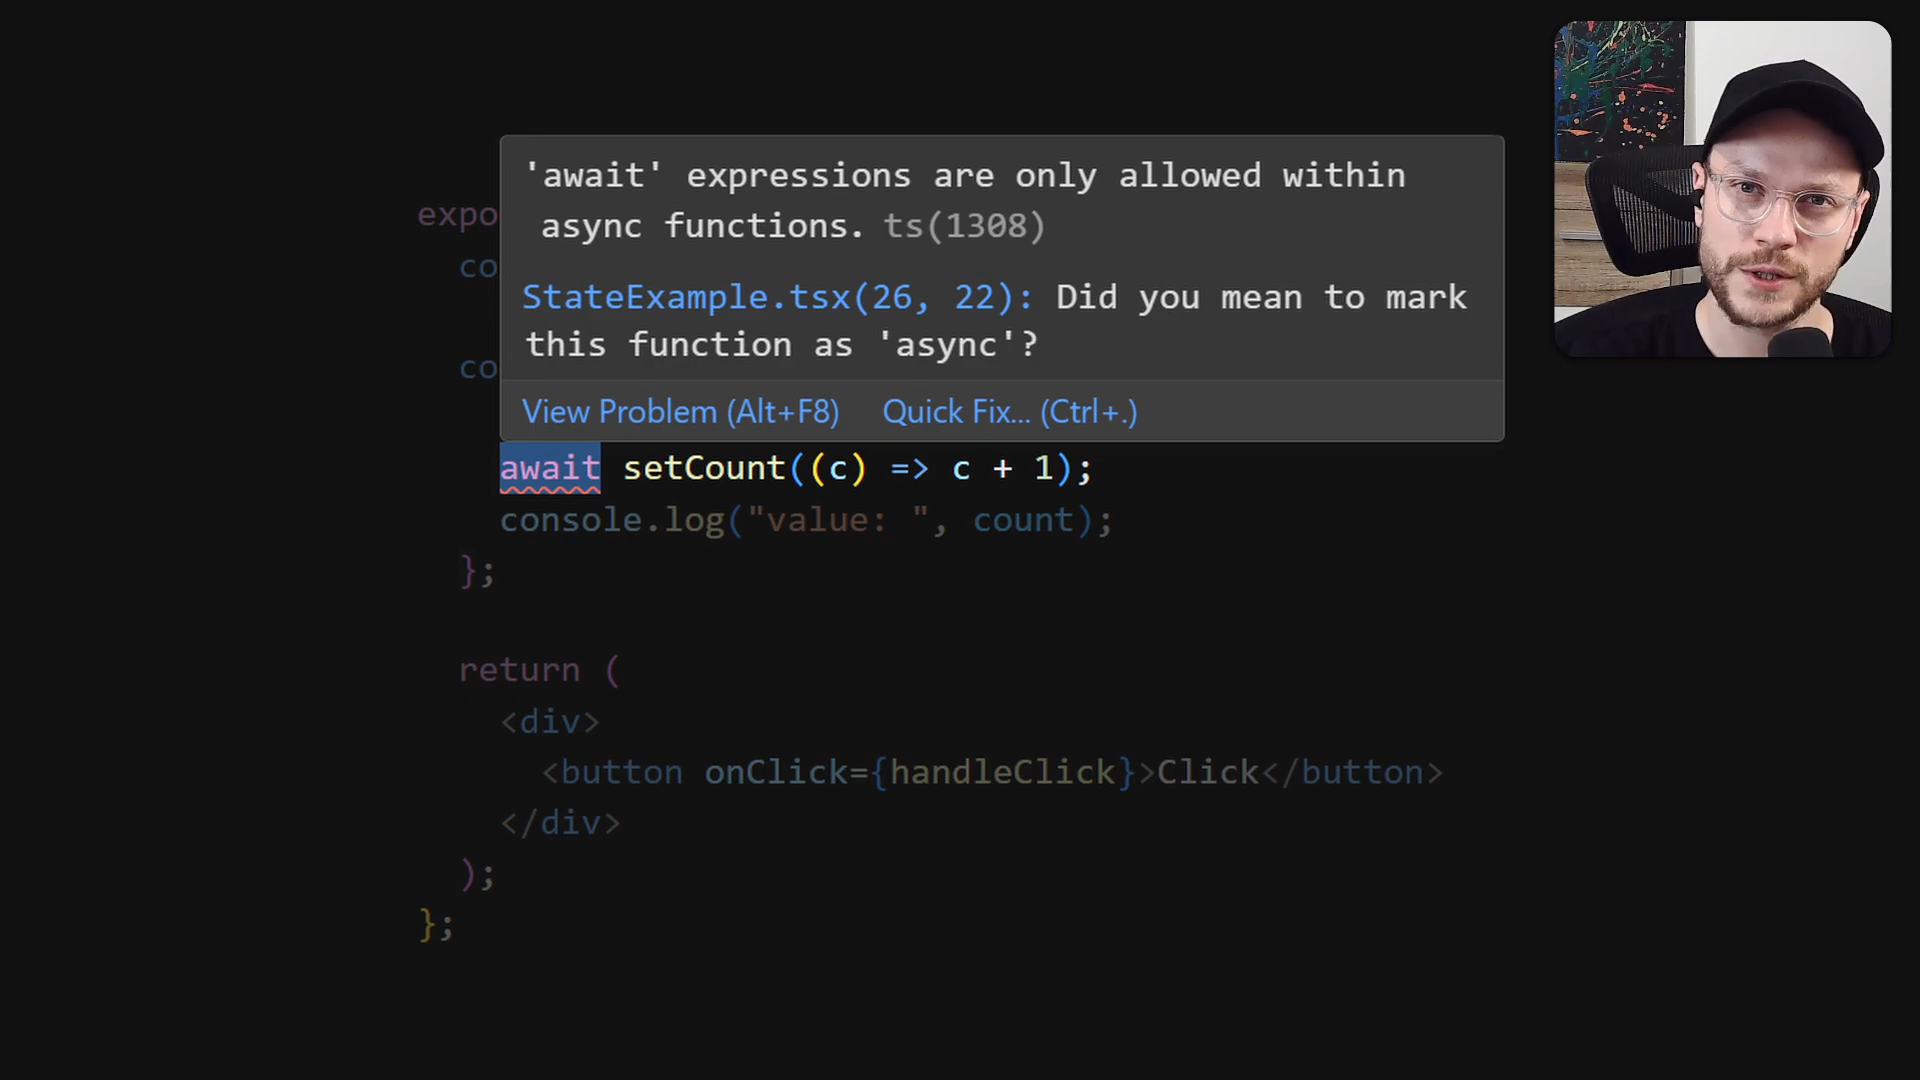 'await' expressions are only allowed within
async functions. ts(1308)
expo
co
StateExample.tsx(26, 22): Did you mean to mark
this function as 'async'?
co
View Problem (Alt+F8) Quick Fix... (Ctrl+.)
await setCount((c) => c + 1);
console.log("value: ", count);
};
return (
<div>
<button onClick={handleClick}>Click</button>
</div>
);
};